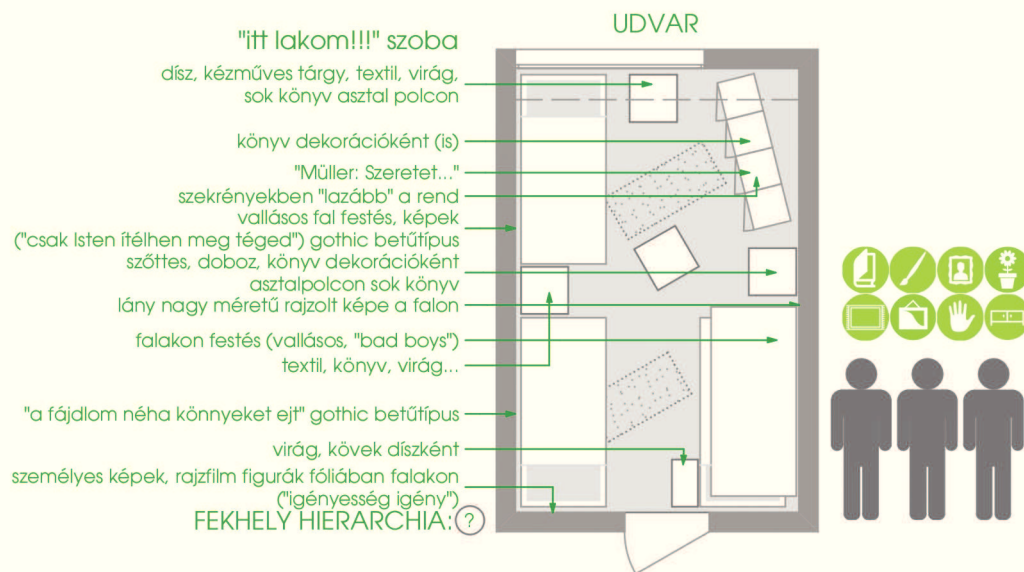 UDVAR
"itt lakom!!!" szoba
dísz, kézműves tárgy, textil, virág,
sok könyv asztal polcon
könyv dekorációként (is)
"Müller: Szeretet..."
szekrényekben "lazább" a rend
vallásos fal festés, képek
("csak Isten ítélhen meg téged") gothic betűtípus
szőttes, doboz, könyv dekorációként
asztalpolcon sok könyv
lány nagy méretű rajzolt képe a falon
falakon festés (vallásos, "bad boys")
textil, könyv, virág...
"a fájdlom néha könnyeket ejt" gothic betűtípus
virág, kövek díszként
személyes képek, rajzfilm figurák fóliában falakon
("igényesség igény")
FEKHELY HIERARCHIA: ?